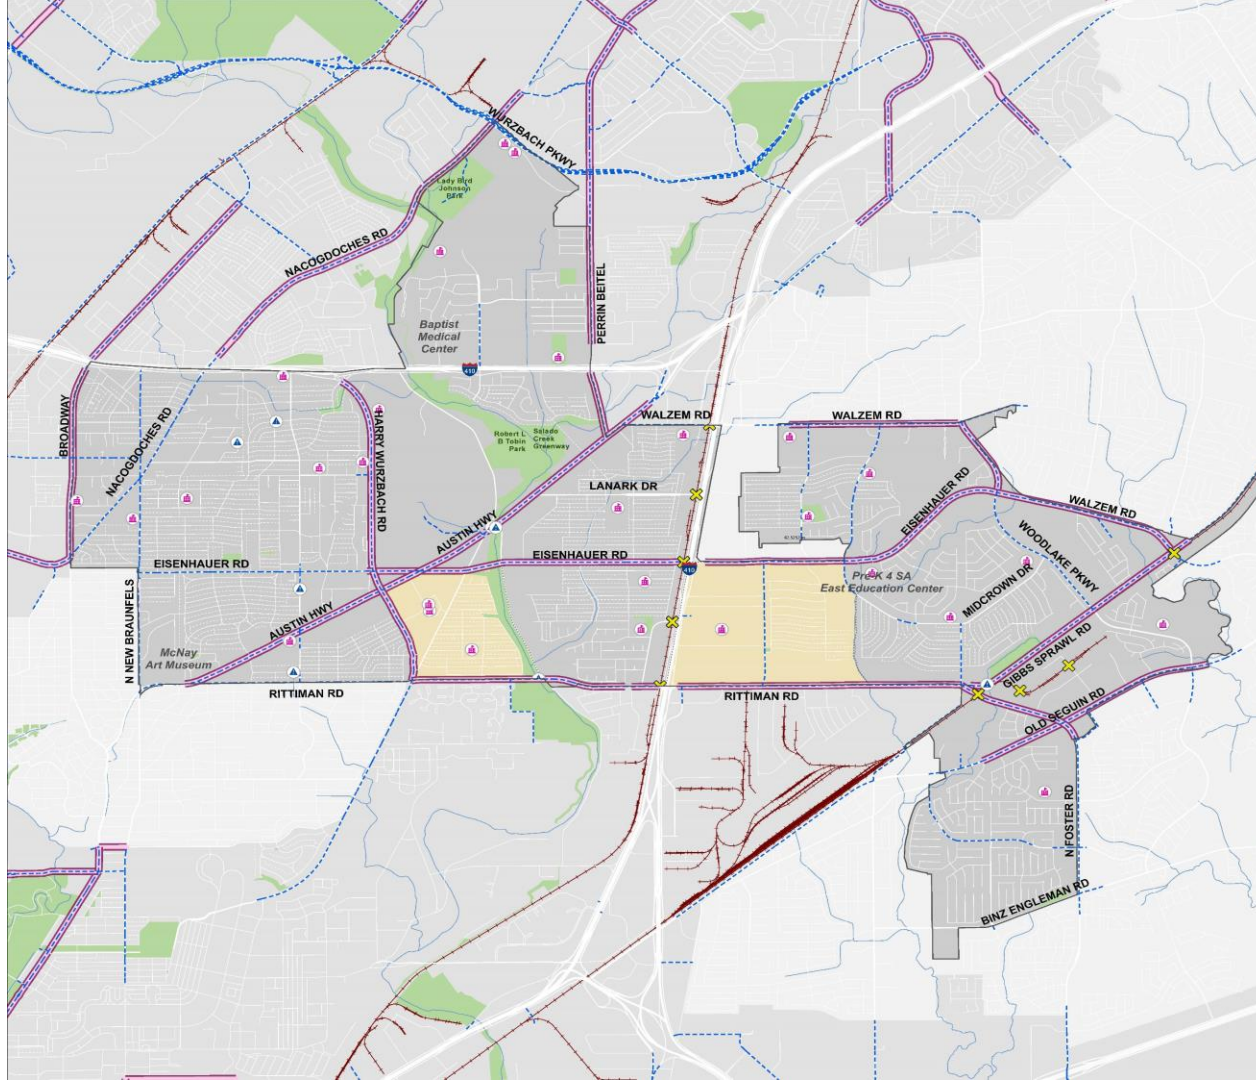 WURZBACH PKWY
Lady Bird
Johnson
Park
NACOGDOCHES RD
PERRIN BEITEL
Baptist
Medical
Center
410
BROADWAY
NACOGDOCHES RD
HARRY WURZBACH RD
WALZEM RD
WALZEM RD
Robert L
B Tobin
Park
Salado
Creek
Greenway
LANARK DR
EISENHAUER RD
WALZEM RD
AUSTIN HWY
WOODLAKE PKWY
EISENHAUER RD
EISENHAUER RD
410
Pre-K 4 SA
East Education Center
MIDCROWN DR
N NEW BRAUNFELS
AUSTIN HWY
McNay
Art Museum
GIBBS SPRAWL RD
RITTIMAN RD
RITTIMAN RD
OLD SEGUIN RD
N FOSTER RD
BINZ ENGLEMAN RD